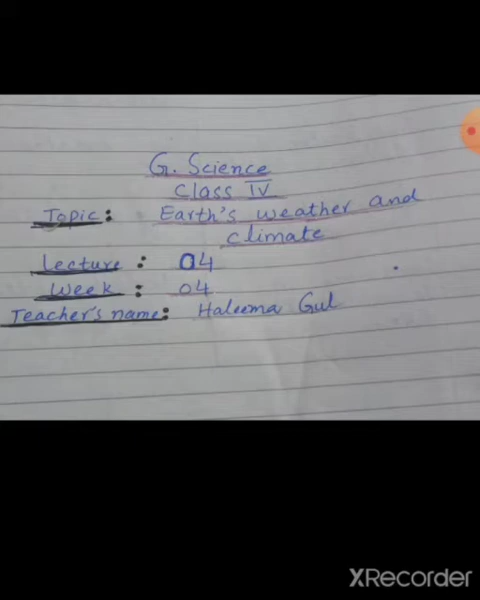 G. Science
Class IV
Topic: Earth's weather and
climate
Lecture: 04
Week: 04
Teacher's name: Haleema Gul
XRecorder